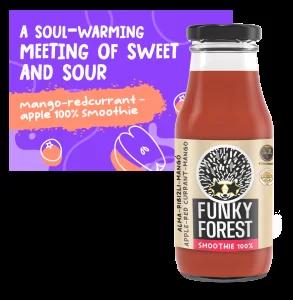 A SOUL-WARMING
MEETING OF SWEET
AND SOUR
mango-redcurrant-
apple 100% smoothie
ALMA-PIBIZLI-MANGÓ
APPLE-RED CURRANT-MANGO
FUNKY
FOREST
SMOOTHIE 100%